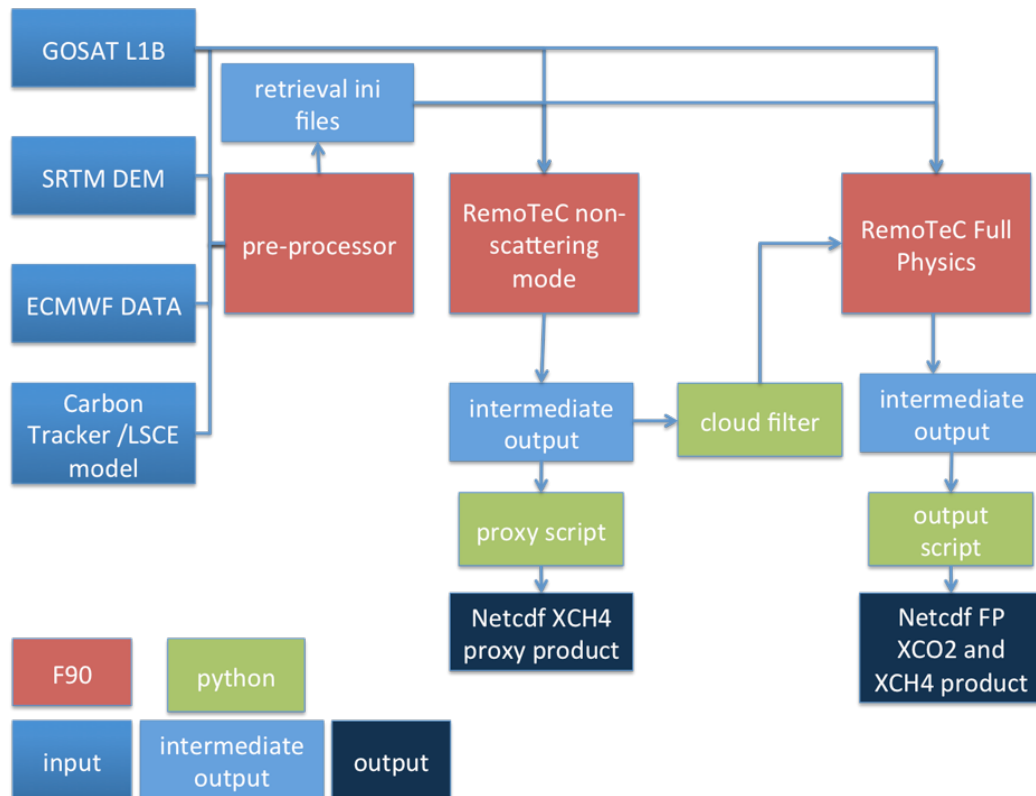 GOSAT L1B
retrieval ini
files
SRTM DEM
pre-processor
RemoTeC non-
scattering
mode
RemoTeC Full
Physics
ECMWF DATA
Carbon
Tracker /LSCE
model
intermediate
output
cloud filter
intermediate
output
proxy script
output
script
Netcdf XCH4
proxy product
Netcdf FP
XCO2 and
XCH4 product
F90
python
input
intermediate
output
output